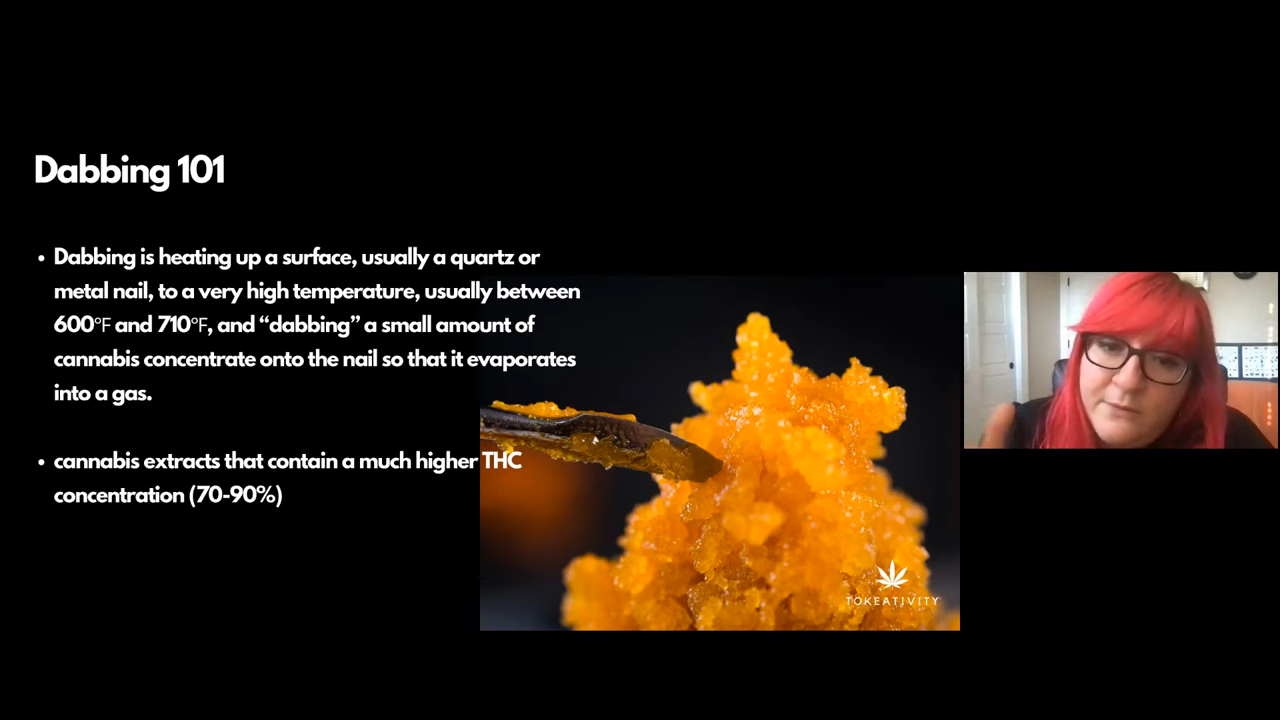 Dabbing 101
• Dabbing is heating up a surface, usually a quartz or
metal nail, to a very high temperature, usually between
600°F and 710°F, and “dabbing” a small amount of
cannabis concentrate onto the nail so that it evaporates
into a gas.
• cannabis extracts that contain a much higher THC
concentration (70-90%)
TOKEATIVITY